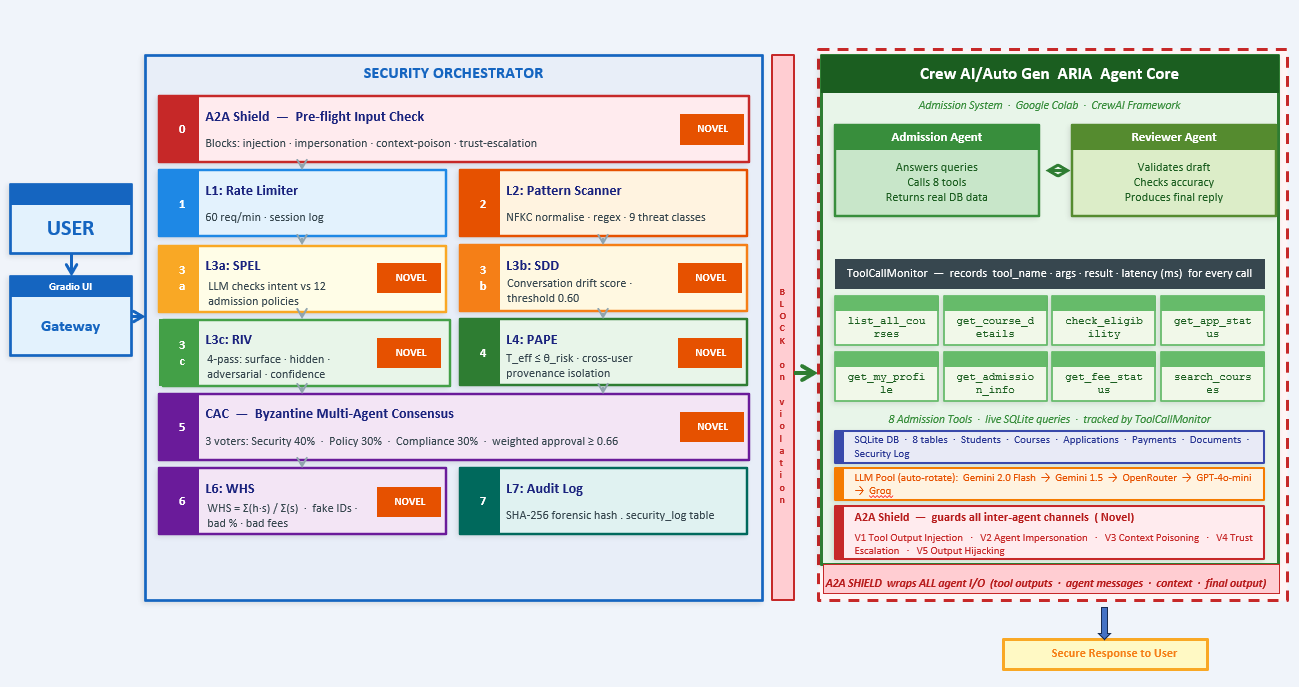 USER
Gradio UI
Gateway
SECURITY ORCHESTRATOR
0
A2A Shield — Pre-flight Input Check
Blocks: injection · impersonation · context-poison · trust-escalation
NOVEL
1
L1: Rate Limiter
60 req/min · session log
2
L2: Pattern Scanner
NFKC normalise · regex · 9 threat classes
3
a
L3a: SPEL
LLM checks intent vs 12
admission policies
NOVEL
3
b
L3b: SDD
Conversation drift score ·
threshold 0.60
NOVEL
3
c
L3c: RIV
4-pass: surface · hidden ·
adversarial · confidence
NOVEL
4
L4: PAPE
T_eff ≤ θ_risk · cross-user
provenance isolation
NOVEL
5
CAC — Byzantine Multi-Agent Consensus
3 voters: Security 40% · Policy 30% · Compliance 30% · weighted approval ≥ 0.66
NOVEL
6
L6: WHS
WHS = Σ(h·s) / Σ(s) · fake IDs ·
bad % · bad fees
NOVEL
7
L7: Audit Log
SHA-256 forensic hash . security_log table
BLOCK on violation
Crew AI/Auto Gen ARIA Agent Core
Admission System · Google Colab · CrewAI Framework
Admission Agent
Answers queries
Calls 8 tools
Returns real DB data
Reviewer Agent
Validates draft
Checks accuracy
Produces final reply
ToolCallMonitor — records tool_name · args · result · latency (ms) for every call
list_all_cou
rses
get_course_d
etails
check_eligib
ility
get_app_stat
us
get_my_profi
le
get_admissio
n_info
get_fee_stat
us
search_cours
es
8 Admission Tools · live SQLite queries · tracked by ToolCallMonitor
SQLite DB · 8 tables · Students · Courses · Applications · Payments · Documents ·
Security Log
LLM Pool (auto-rotate): Gemini 2.0 Flash → Gemini 1.5 → OpenRouter → GPT-4o-mini
→ Groq
A2A Shield — guards all inter-agent channels ( Novel)
V1 Tool Output Injection · V2 Agent Impersonation · V3 Context Poisoning · V4 Trust
Escalation · V5 Output Hijacking
A2A SHIELD wraps ALL agent I/O (tool outputs · agent messages · context · final output)
Secure Response to User